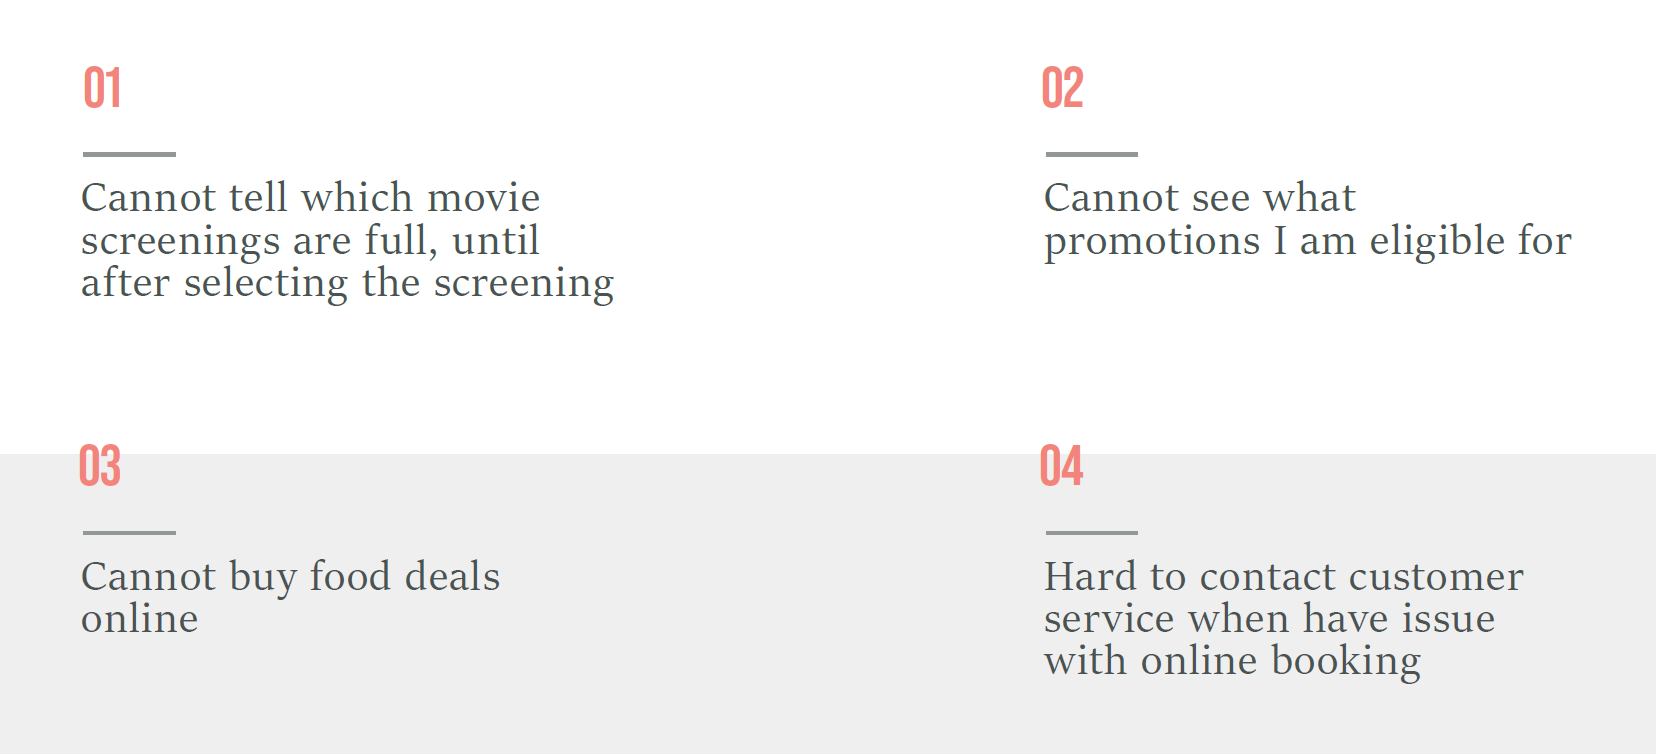 01
Cannot tell which movie
screenings are full, until
after selecting the screening
02
Cannot see what
promotions I am eligible for
03
Cannot buy food deals
online
04
Hard to contact customer
service when have issue
with online booking